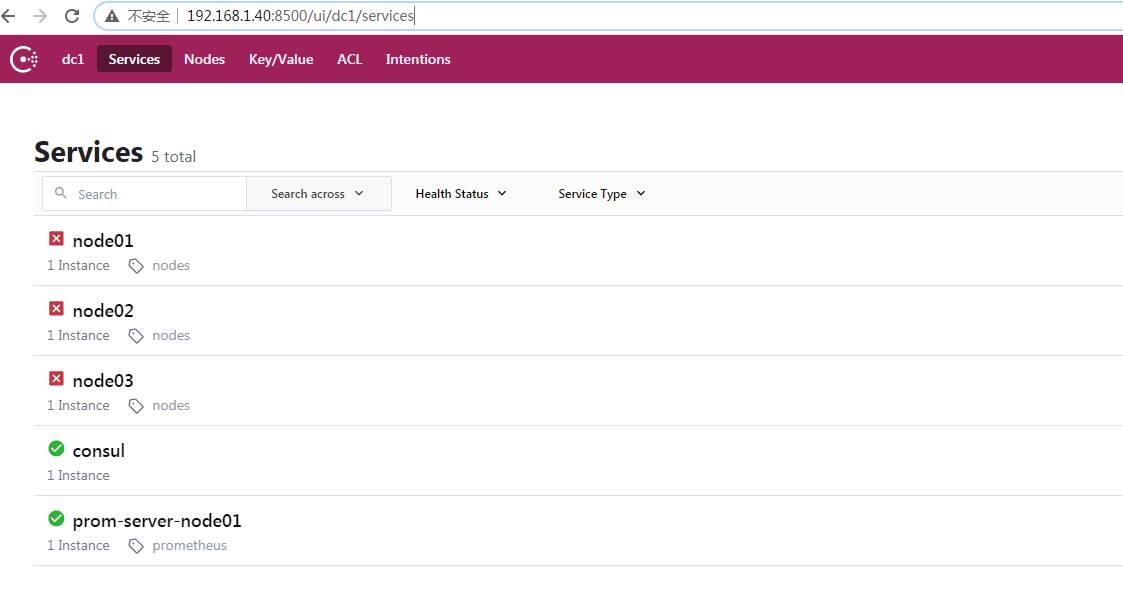 不安全 192.168.1.40:8500/ui/dc1/services
dc1 Services Nodes Key/Value ACL Intentions
Services 5 total
Search Search across Health Status Service Type
node01
1 Instance nodes
node02
1 Instance nodes
node03
1 Instance nodes
consul
1 Instance
prom-server-node01
1 Instance prometheus